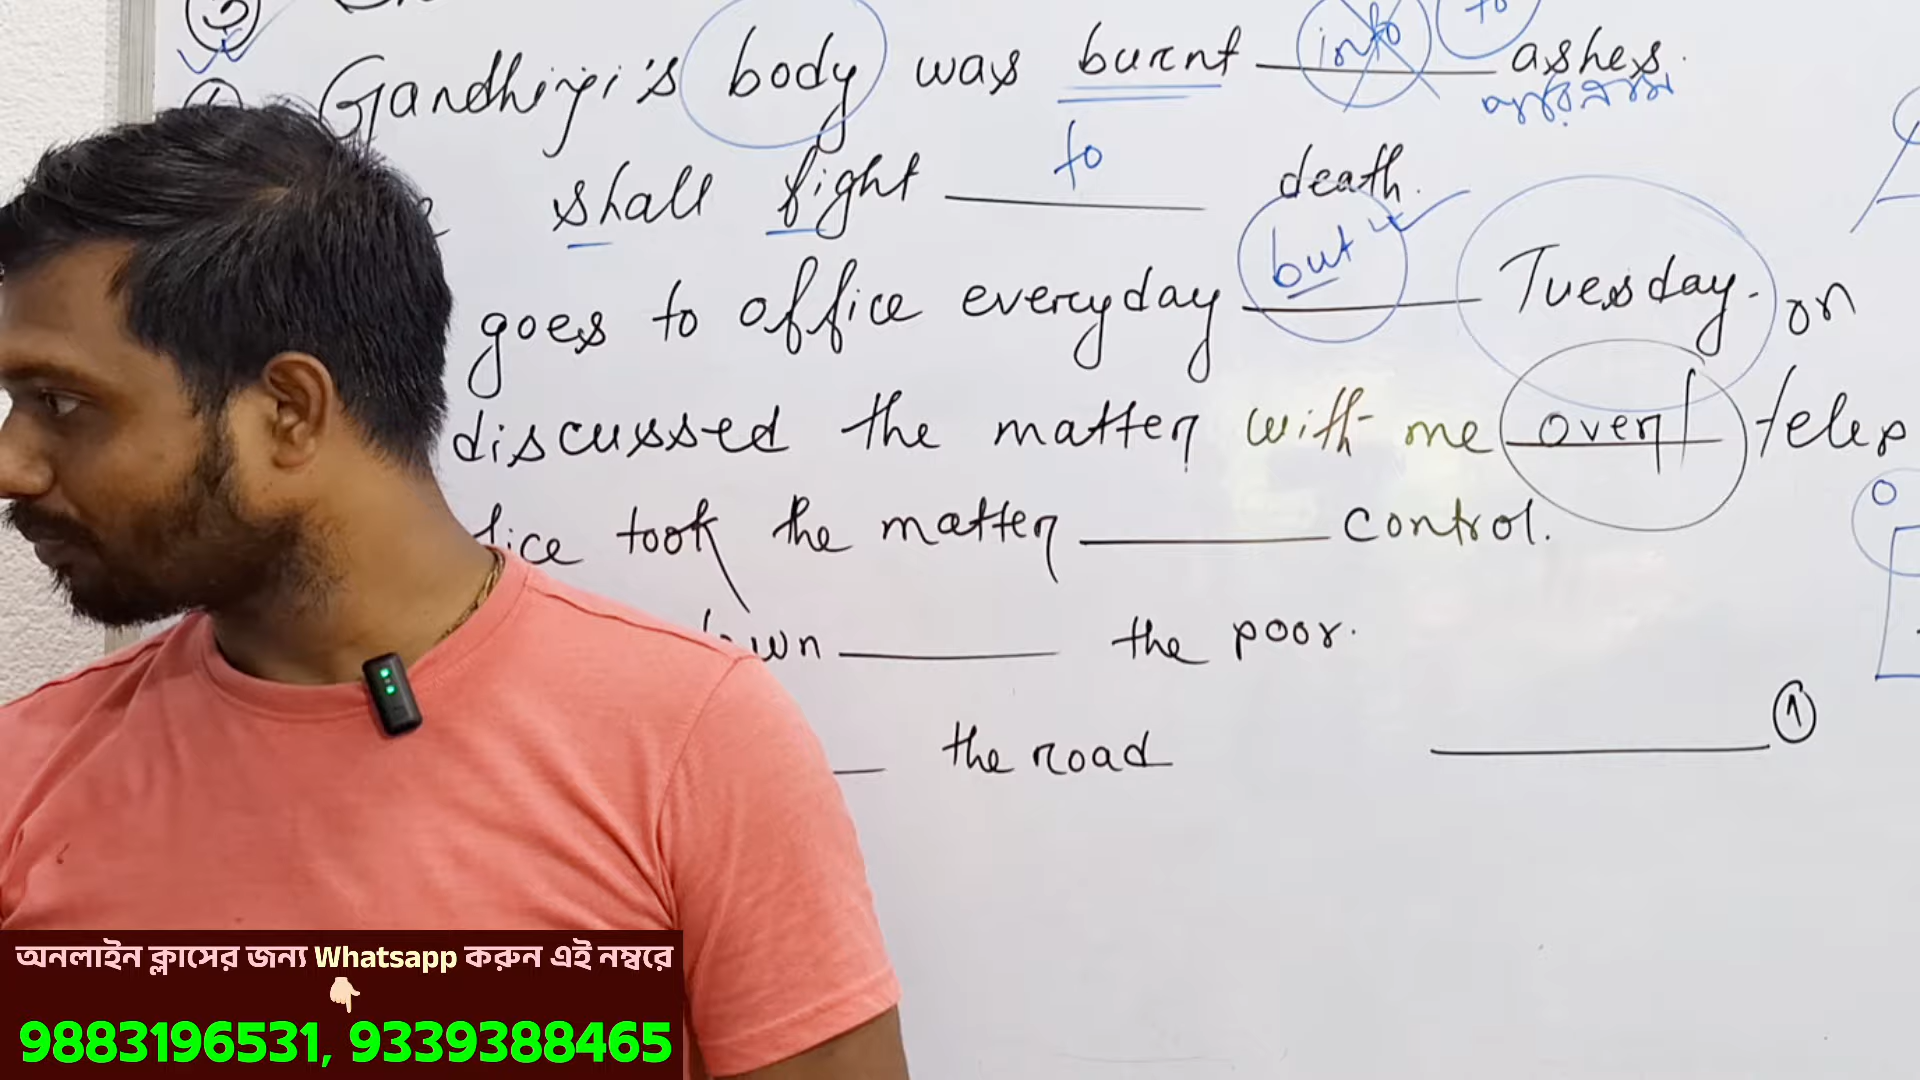 ③
Gandhiji's body was burnt into to ashes.
shall fight to death.
goes to office everyday but Tuesday. on
discussed the matter with me over telep
took the matter control.
the poor.
the road ①
অনলাইন ক্লাসের জন্য Whatsapp করুন এই নম্বরে
👇🏻
9883196531, 9339388465